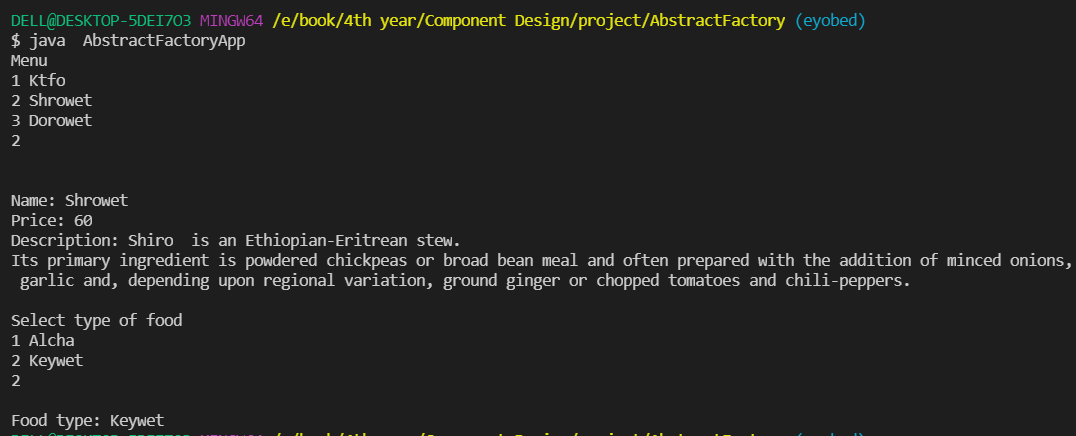 DELL@DESKTOP-5DEI7O3 MINGW64 /e/book/4th year/Component Design/project/AbstractFactory (eyobed)
$ java  AbstractFactoryApp
Menu
1 Ktfo
2 Shrowet
3 Dorowet
2
Name: Shrowet
Price: 60
Description: Shiro  is an Ethiopian-Eritrean stew.
Its primary ingredient is powdered chickpeas or broad bean meal and often prepared with the addition of minced onions,
 garlic and, depending upon regional variation, ground ginger or chopped tomatoes and chili-peppers.
Select type of food
1 Alcha
2 Keywet
2
Food type: Keywet